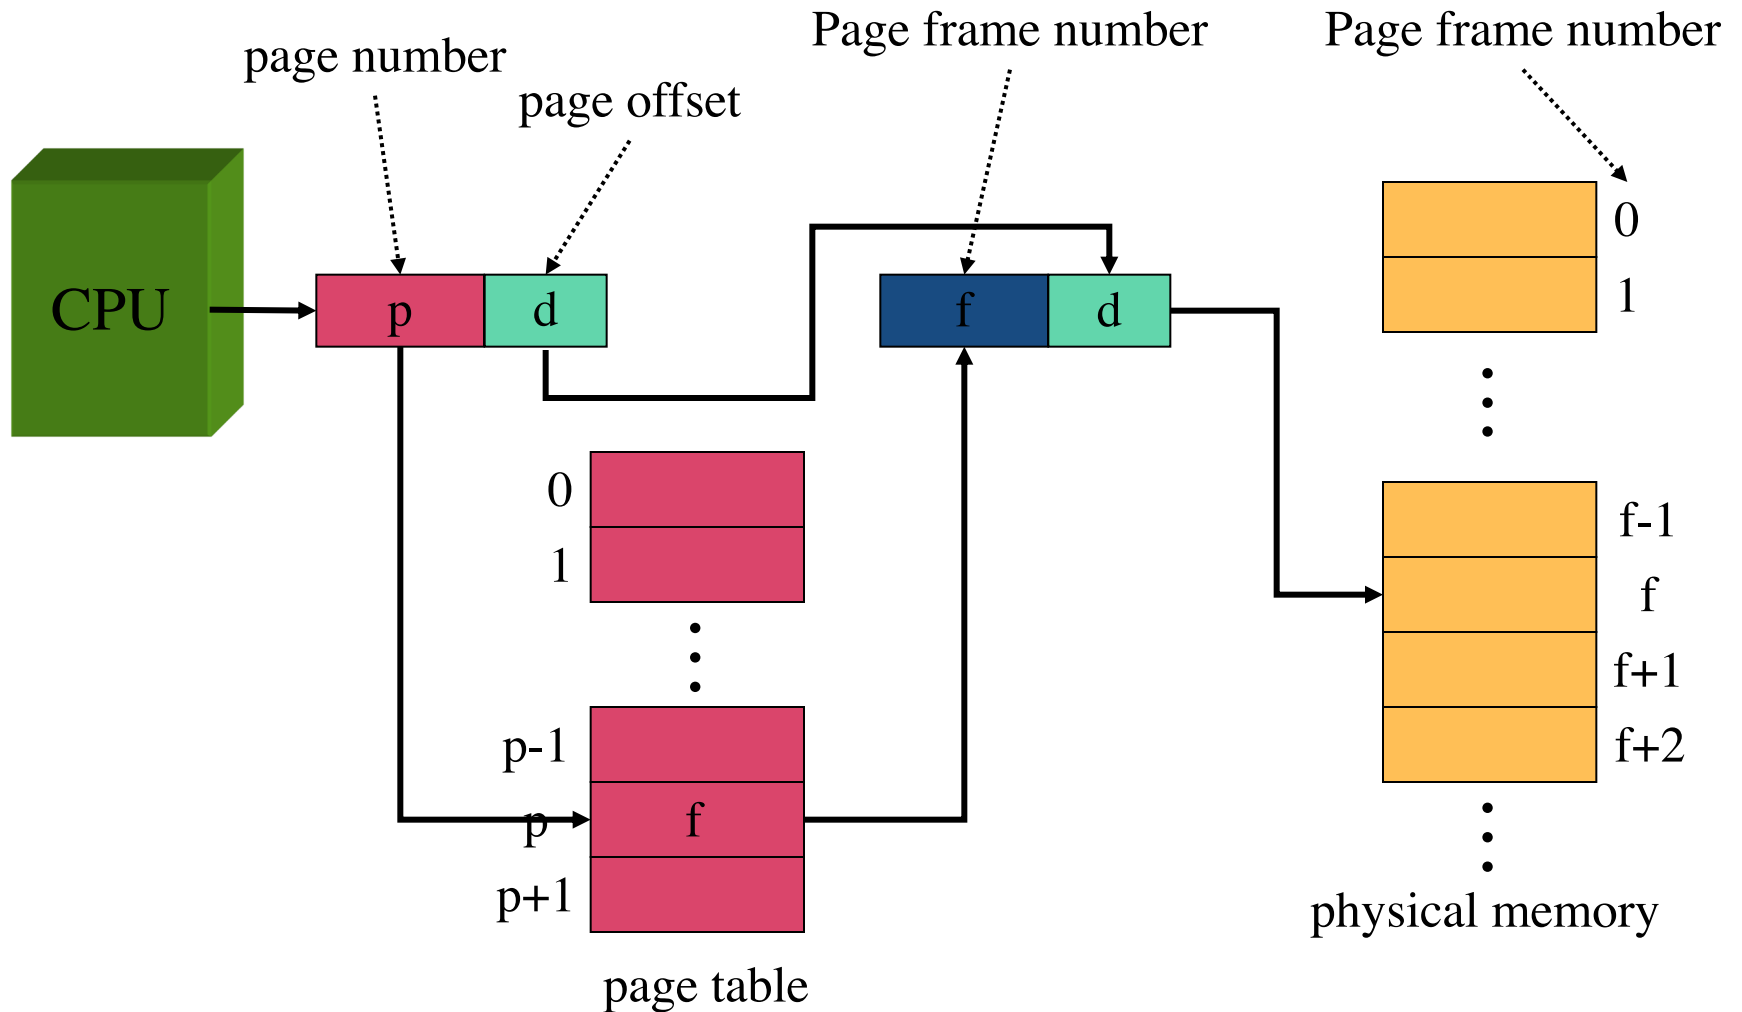 page number
page offset
Page frame number
Page frame number
CPU
p
d
f
d
0
1
f-1
f
f+1
f+2
physical memory
0
1
p-1
p
f
p+1
page table